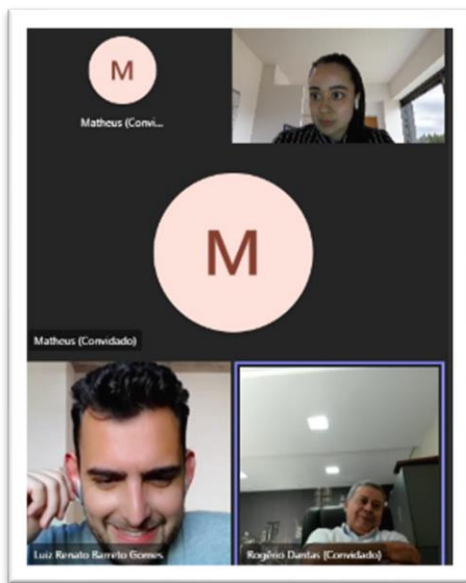 M
Matheus (Convi...
M
Matheus (Convidado)
Luiz Renato Barreto Gomes
Rogério Dantas (Convidado)